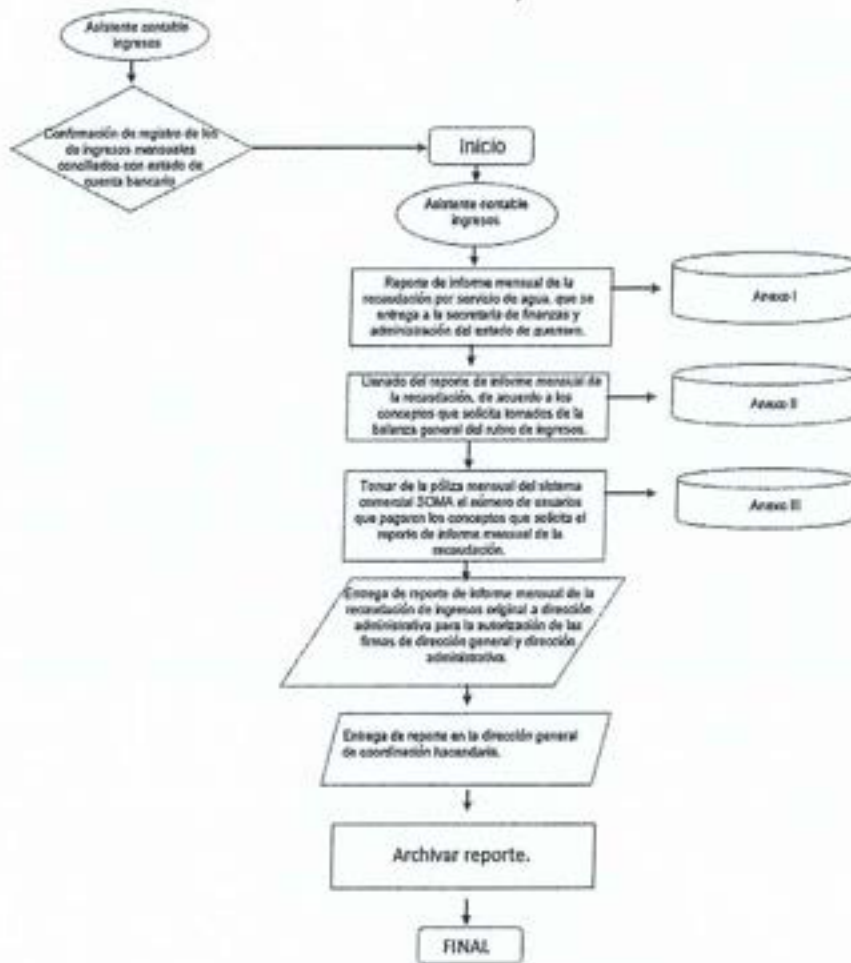 Asistente contable
ingresos
Confirmación de registro de los
de ingresos mensuales
conciliados con estado de
cuenta bancario
Inicio
Asistente contable
ingresos
Reporte de informe mensual de la
recaudación por servicio de agua, que se
entrega a la secretaria de finanzas y
administración del estado de guerrero.
Anexo I
Llenado del reporte de informe mensual de
la recaudación, de acuerdo a los
conceptos que solicita tomados de la
balanza general del rubro de ingresos.
Anexo II
Tomar de la póliza mensual del sistema
comercial SOMA el número de usuarios
que pagaron los conceptos que solicita el
reporte de informe mensual de la
recaudación.
Anexo III
Entrega de reporte de informe mensual de la
recaudación de ingresos original a dirección
administrativa para la autorización de las
firmas de dirección general y dirección
administrativa.
Entrega de reporte en la dirección general
de coordinación hacendaria.
Archivar reporte.
FINAL